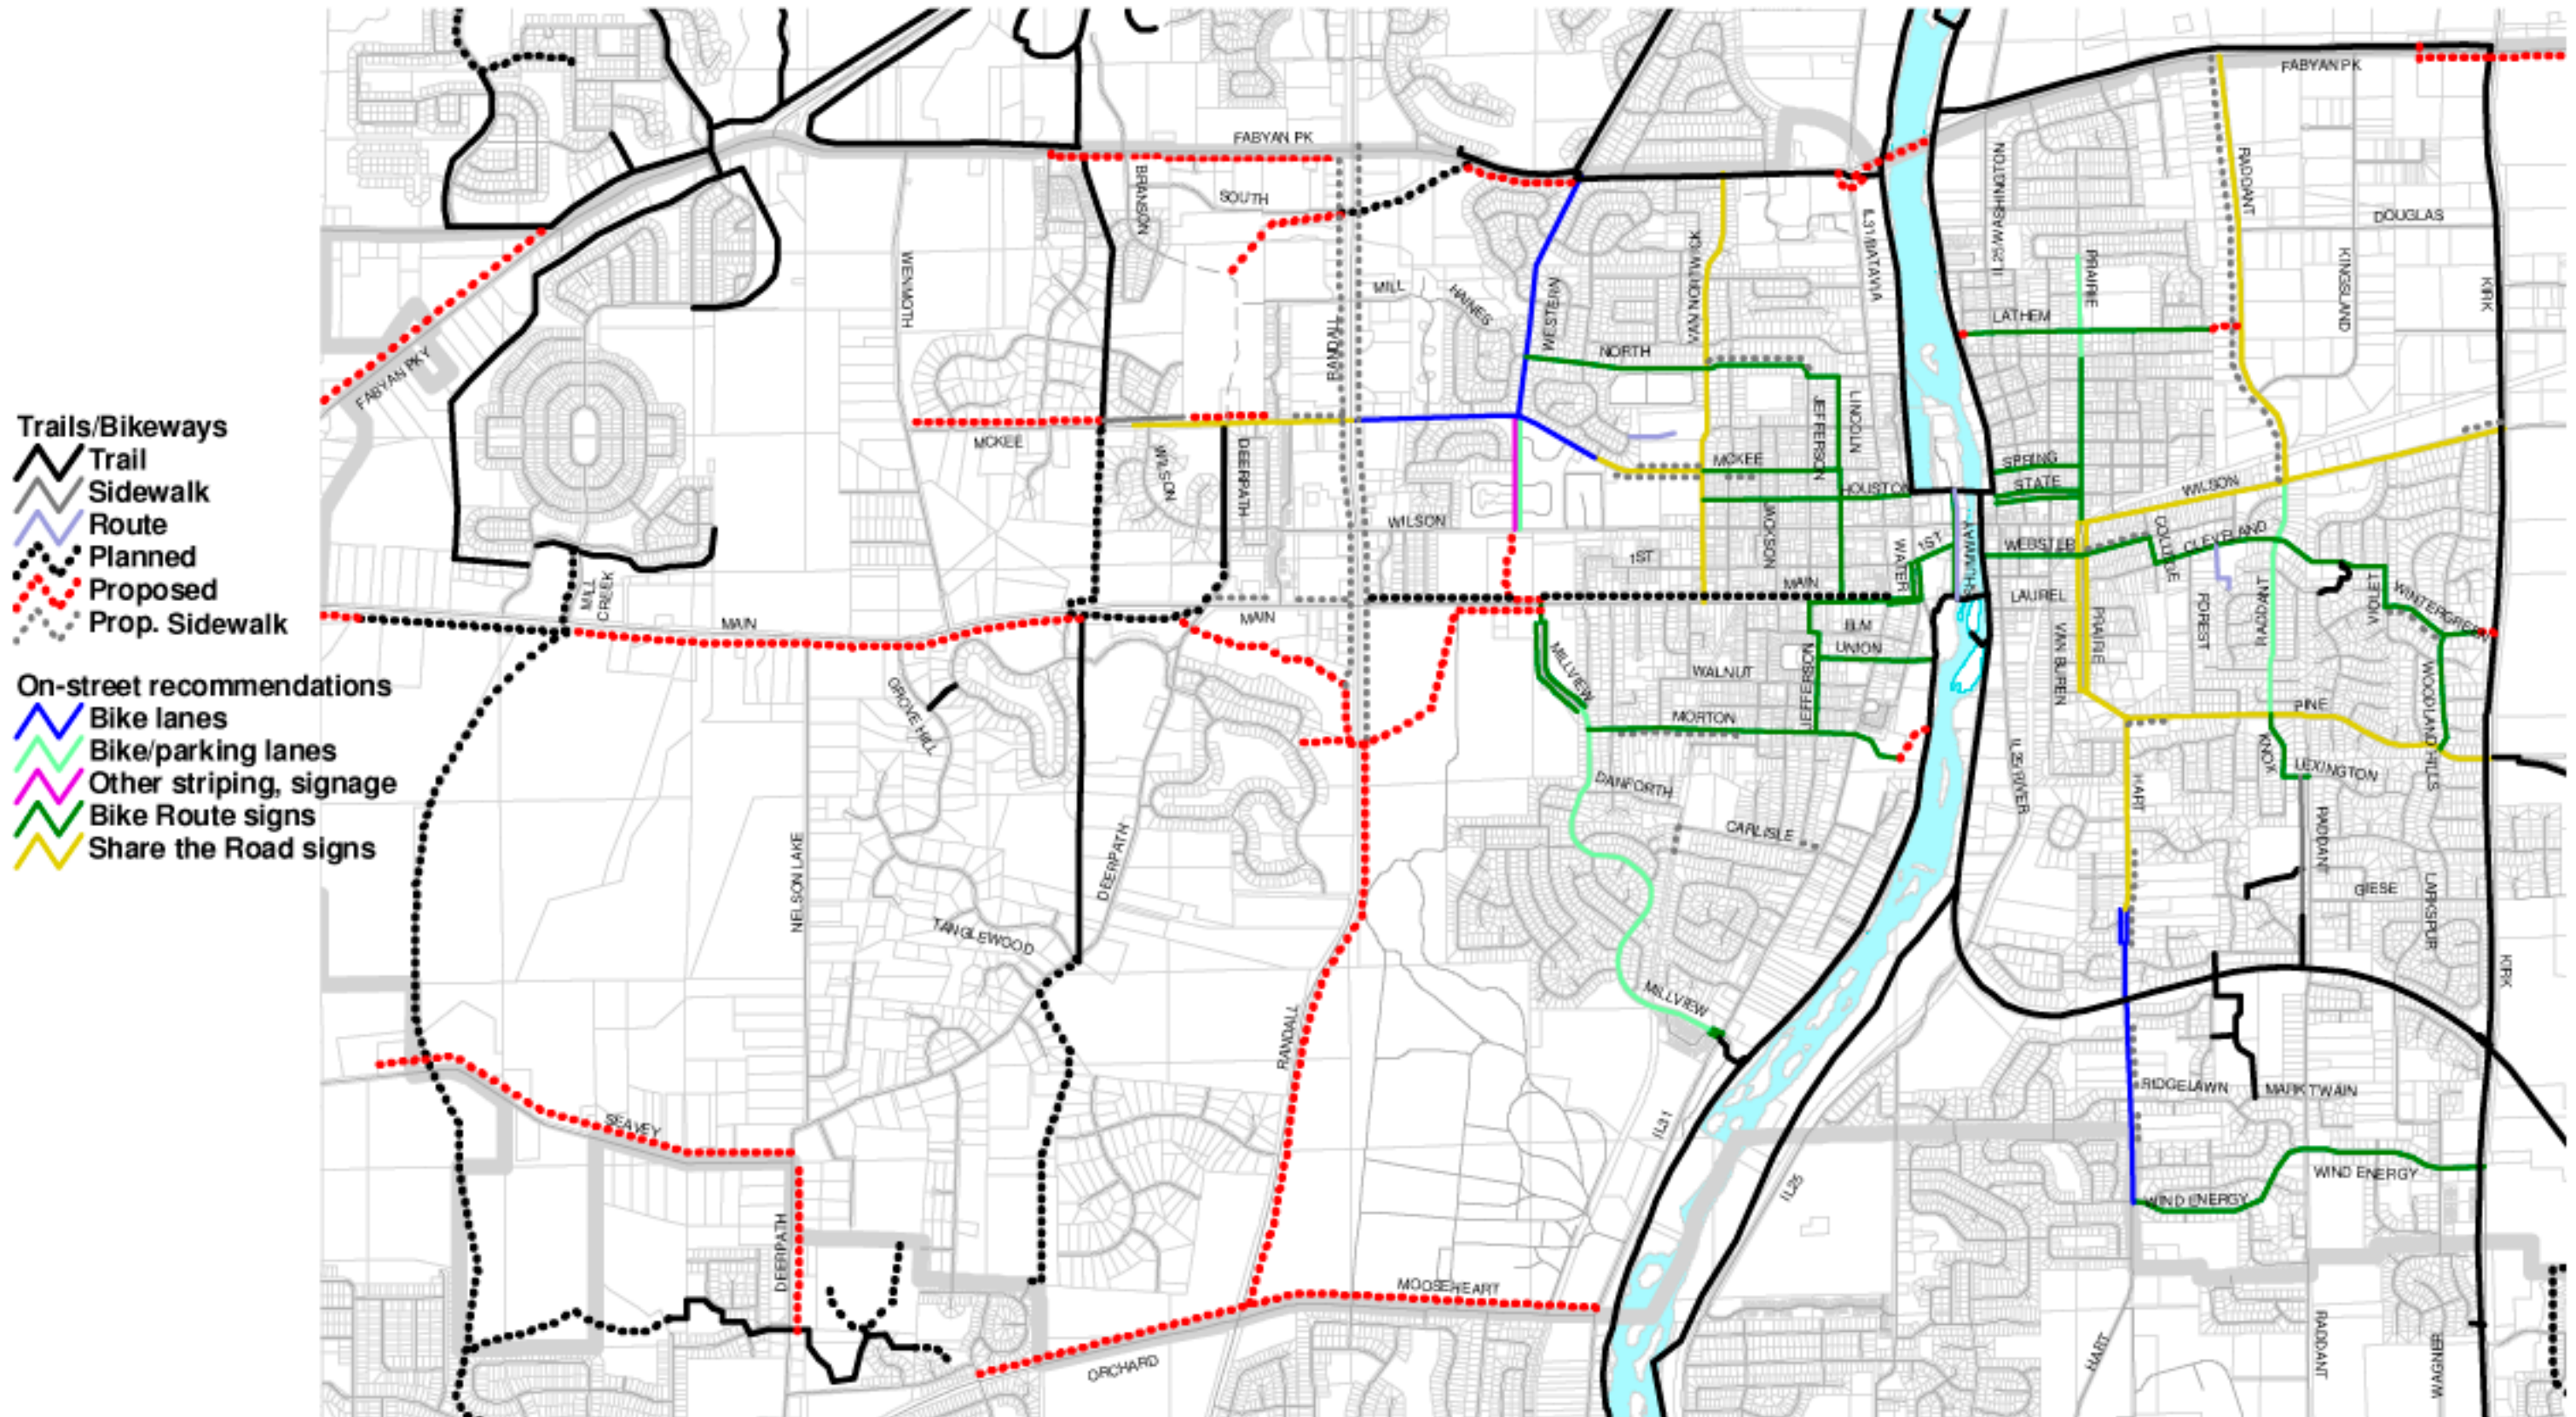 Trails/Bikeways
Trail
Sidewalk
Route
Planned
Proposed
Prop. Sidewalk
On-street recommendations
Bike lanes
Bike/parking lanes
Other striping, signage
Bike Route signs
Share the Road signs
FABYAN PK
FABYAN PK
SOUTH
BRANSON
WENMOTH
FABYAN PKY
RANDALL
MILL
HAINES
WESTERN
VAN NORTWICK
IL31/BATAVIA
IL25/WASHINGTON
PRAIRIE
RADDANT
DOUGLAS
KINGSLAND
KIRK
LATHEM
NORTH
JEFFERSON
LINCOLN
MCKEE
WILSON
DEERPATH
MCKEE
HOUSTON
JACKSON
WILSON
1ST
MAIN
WATER
1ST
SPRING
STATE
WILSON
WEBSTER
COLLEGE
CLEVELAND
LAUREL
VIOLET
WINTERGREEN
FOREST
RADDANT
MILL
CREEK
MAIN
MAIN
ELM
UNION
WALNUT
JEFFERSON
MILLVIEW
MORTON
VAN BUREN
PRAIRIE
PINE
WOODLAND HILLS
KNOX
LEXINGTON
GROVE HILL
DANFORTH
CARLISLE
IL25/RIVER
HART
RADDANT
GIESE
LARKSPUR
NELSON LAKE
DEERPATH
TANGLEWOOD
MILLVIEW
KIRK
RANDALL
SEAVEY
IL31
IL25
RIDGELAWN
MARK TWAIN
WIND ENERGY
WIND ENERGY
DEERPATH
MOOSEHEART
ORCHARD
HART
RADDANT
WAGNER